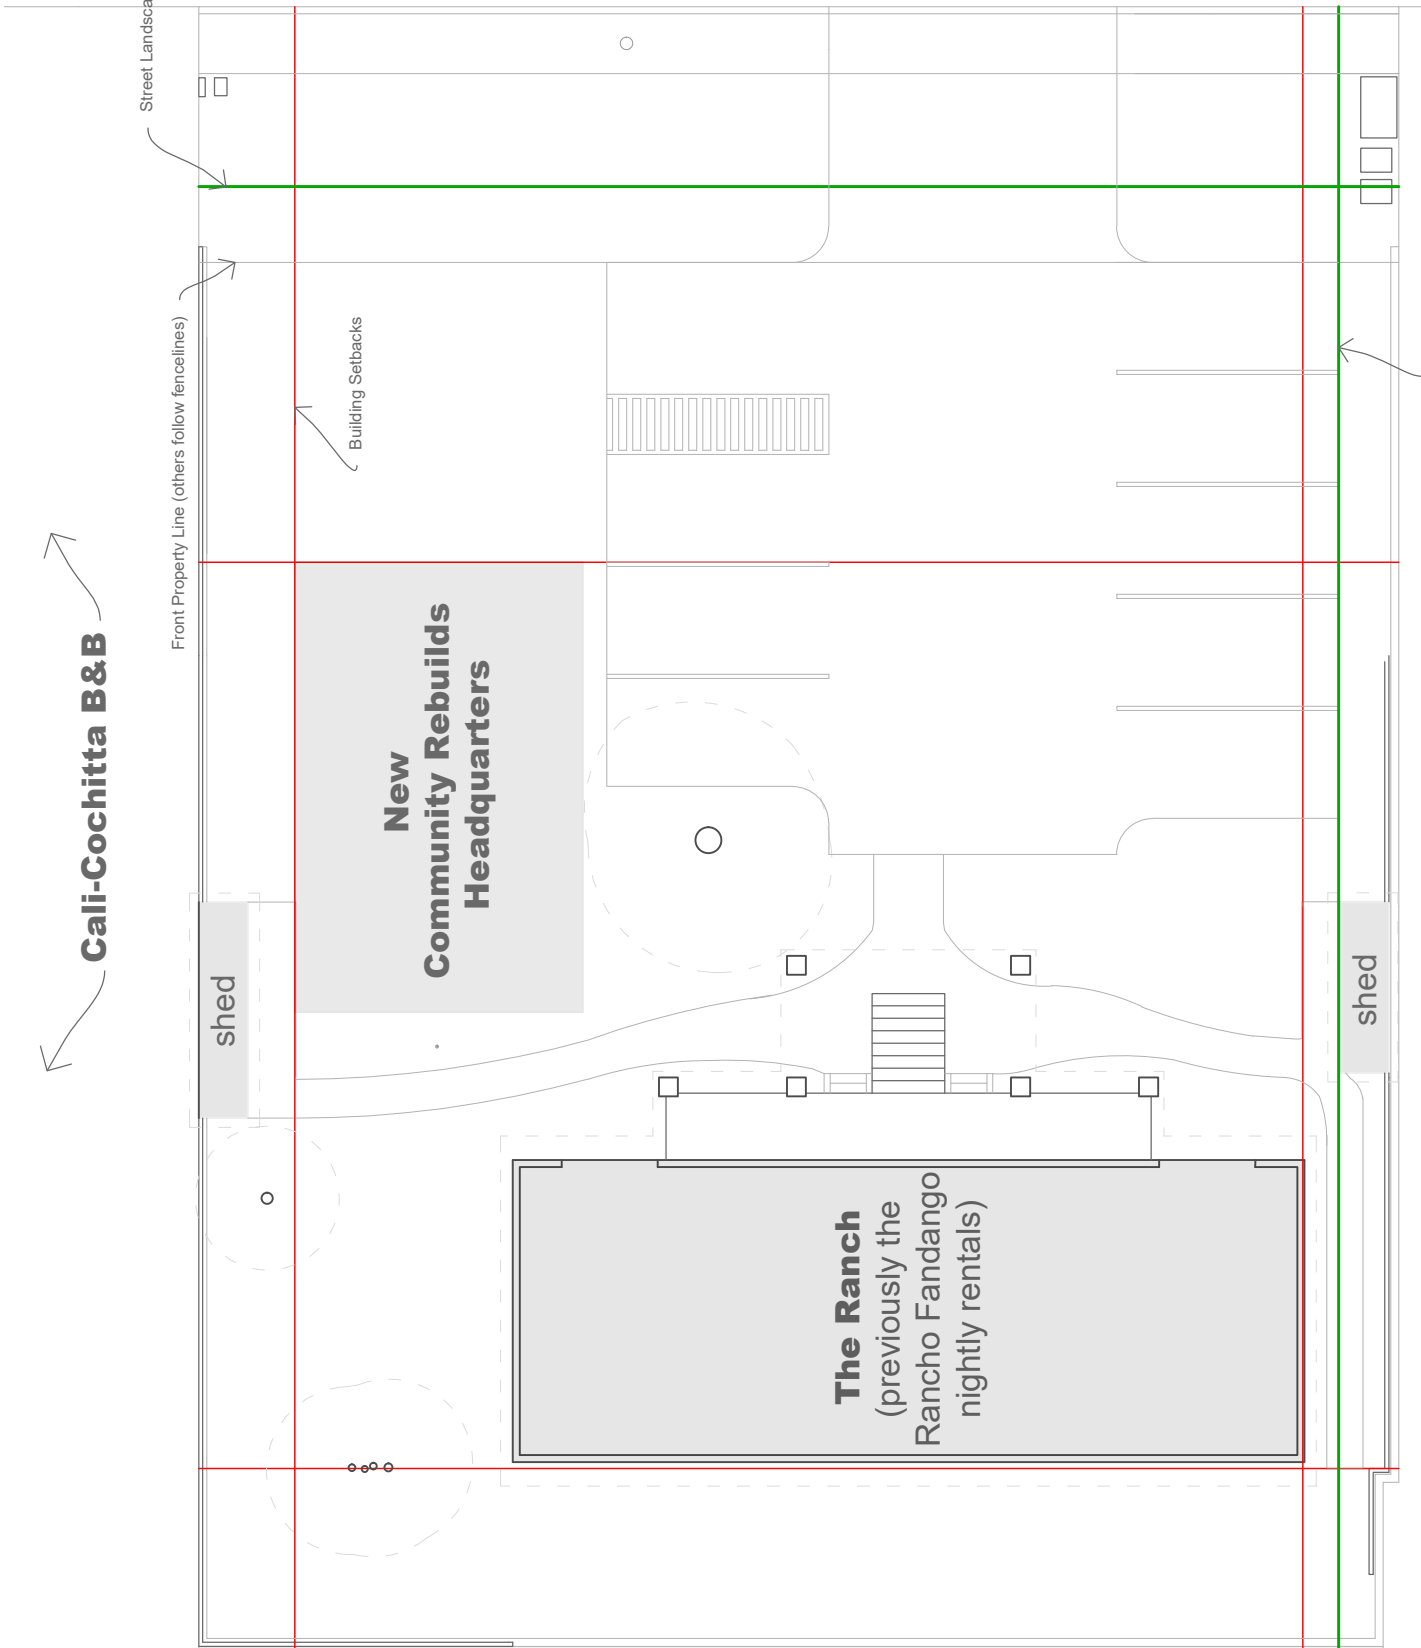 Street Landsca
Front Property Line (others follow fencelines)
Building Setbacks
Cali-Cochitta B&B
New
Community Rebuilds
Headquarters
shed
shed
The Ranch
(previously the
Rancho Fandango
nightly rentals)